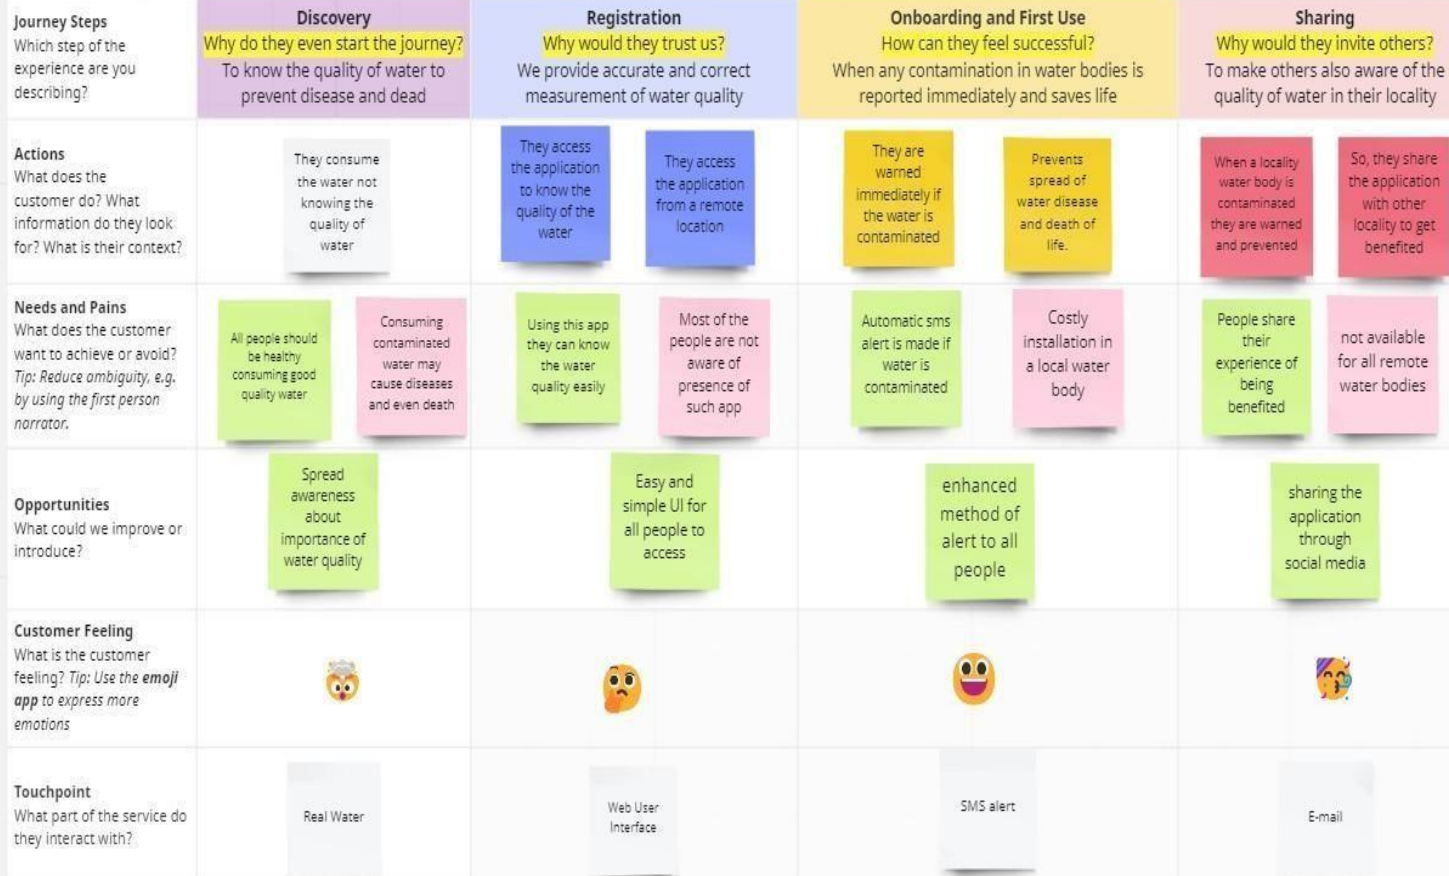 Journey Steps
Which step of the
experience are you
describing?
Discovery
Why do they even start the journey?
To know the quality of water to
prevent disease and dead
Registration
Why would they trust us?
We provide accurate and correct
measurement of water quality
Onboarding and First Use
How can they feel successful?
When any contamination in water bodies is
reported immediately and saves life
Sharing
Why would they invite others?
To make others also aware of the
quality of water in their locality
Actions
What does the
customer do? What
information do they look
for? What is their context?
They consume
the water not
knowing the
quality of
water
They access
the application
to know the
quality of the
water
They access
the application
from a remote
location
They are
warned
immediately if
the water is
contaminated
Prevents
spread of
water disease
and death of
life.
When a locality
water body is
contaminated
they are warned
and prevented
So, they share
the application
with other
locality to get
benefited
Needs and Pains
What does the customer
want to achieve or avoid?
Tip: Reduce ambiguity, e.g.
by using the first person
narrator.
All people should
be healthy
consuming good
quality water
Consuming
contaminated
water may
cause diseases
and even death
Using this app
they can know
the water
quality easily
Most of the
people are not
aware of
presence of
such app
Automatic sms
alert is made if
water is
contaminated
Costly
installation in
a local water
body
People share
their
experience of
being
benefited
not available
for all remote
water bodies
Opportunities
What could we improve or
introduce?
Spread
awareness
about
importance of
water quality
Easy and
simple UI for
all people to
access
enhanced
method of
alert to all
people
sharing the
application
through
social media
Customer Feeling
What is the customer
feeling? Tip: Use the emoji
app to express more
emotions
Touchpoint
What part of the service do
they interact with?
Real Water
Web User
Interface
SMS alert
E-mail